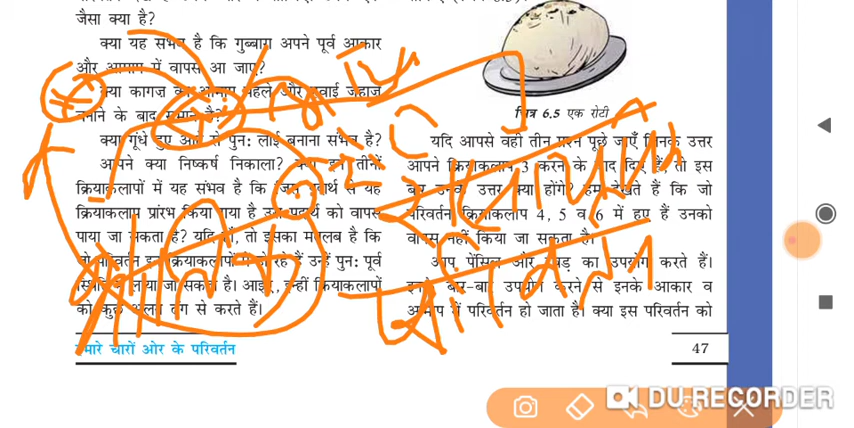 जैसा क्या है?
क्या यह संभव है कि गुब्बारा अपने पूर्व आकार
और आमाप में वापस आ जाए?
क्या कागज़ का आमाप पहले और हवाई जहाज
बनाने के बाद समान है?
क्या गूंधे हुए आटे से पुन: लोई बनाना संभव है?
आपने क्या निष्कर्ष निकाला? क्या इन तीनों
क्रियाकलापों में यह संभव है कि जिस पदार्थ से यह
क्रियाकलाप प्रारंभ किया गया है उस पदार्थ को वापस
पाया जा सकता है? यदि हाँ, तो इसका मतलब है कि
जो परिवर्तन इन क्रियाकलापों में हो रहे हैं उन्हें पुन: पूर्व
स्थिति में लाया जा सकता है। आइए, इन्हीं क्रियाकलापों
को कुछ अलग ढंग से करते हैं।
हमारे चारों ओर के परिवर्तन
चित्र 6.5 एक रोटी
यदि आपसे वही तीन प्रश्न पूछे जाएँ जिनके उत्तर
आपने क्रियाकलाप 3 करने के बाद दिए हैं, तो इस
बार उनके उत्तर क्या होंगे? हम देखते हैं कि जो
परिवर्तन क्रियाकलाप 4, 5 व 6 में हुए हैं उनको
वापस नहीं किया जा सकता है।
आप पेंसिल और रबड़ का उपयोग करते हैं।
इनके बार-बार उपयोग करने से इनके आकार व
आमाप में परिवर्तन हो जाता है। क्या इस परिवर्तन को
47
DU RECORDER